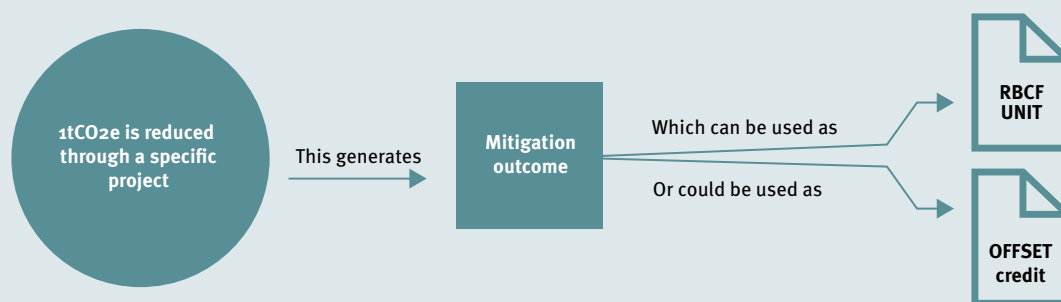 1tCO2e is reduced
through a specific
project
This generates
Mitigation
outcome
Which can be used as
Or could be used as
RBCF
UNIT
OFFSET
credit